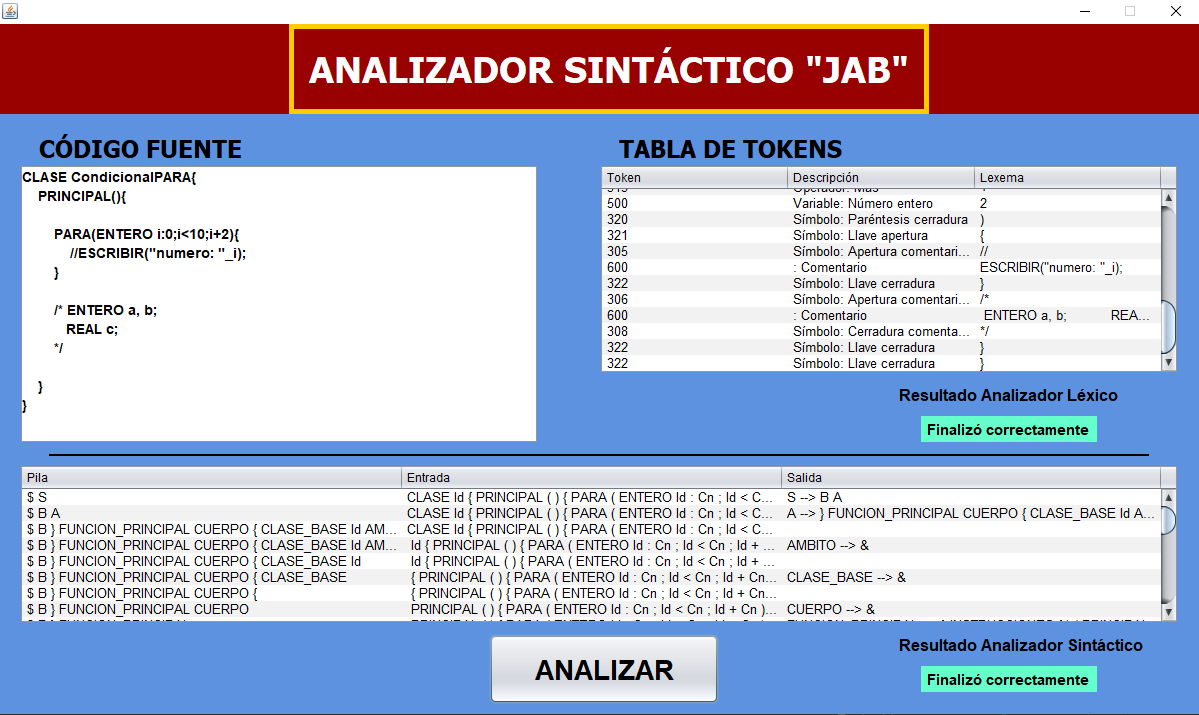 ANALIZADOR SINTÁCTICO "JAB"
CÓDIGO FUENTE
CLASE CondicionalPARA{
PRINCIPAL(){
PARA(ENTERO i:0;i<10;i+2){
//ESCRIBIR("numero: "_i);
}
/* ENTERO a, b;
REAL c;
*/
}
}
TABLA DE TOKENS
Token Descripción Lexema
500 Variable: Número entero 2
320 Símbolo: Paréntesis cerradura )
321 Símbolo: Llave apertura {
305 Símbolo: Apertura comentari... //
600 : Comentario ESCRIBIR("numero: "_i);
322 Símbolo: Llave cerradura }
306 Símbolo: Apertura comentari... /*
600 : Comentario ENTERO a, b; REA...
308 Símbolo: Cerradura comenta... */
322 Símbolo: Llave cerradura }
322 Símbolo: Llave cerradura }
Resultado Analizador Léxico
Finalizó correctamente
Pila Entrada Salida
$ S CLASE Id { PRINCIPAL ( ) { PARA ( ENTERO Id : Cn ; Id < C... S --> B A
$ B A CLASE Id { PRINCIPAL ( ) { PARA ( ENTERO Id : Cn ; Id < C... A --> } FUNCION_PRINCIPAL CUERPO { CLASE_BASE Id A...
$ B } FUNCION_PRINCIPAL CUERPO { CLASE_BASE Id AM... CLASE Id { PRINCIPAL ( ) { PARA ( ENTERO Id : Cn ; Id < C...
$ B } FUNCION_PRINCIPAL CUERPO { CLASE_BASE Id AM... Id { PRINCIPAL ( ) { PARA ( ENTERO Id : Cn ; Id < Cn ; Id + ... AMBITO --> &
$ B } FUNCION_PRINCIPAL CUERPO { CLASE_BASE Id Id { PRINCIPAL ( ) { PARA ( ENTERO Id : Cn ; Id < Cn ; Id + ...
$ B } FUNCION_PRINCIPAL CUERPO { CLASE_BASE { PRINCIPAL ( ) { PARA ( ENTERO Id : Cn ; Id < Cn ; Id + Cn... CLASE_BASE --> &
$ B } FUNCION_PRINCIPAL CUERPO { { PRINCIPAL ( ) { PARA ( ENTERO Id : Cn ; Id < Cn ; Id + Cn...
$ B } FUNCION_PRINCIPAL CUERPO PRINCIPAL ( ) { PARA ( ENTERO Id : Cn ; Id < Cn ; Id + Cn )... CUERPO --> &
ANALIZAR
Resultado Analizador Sintáctico
Finalizó correctamente